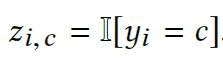 z_{i,c} = 𝕀[y_i = c].